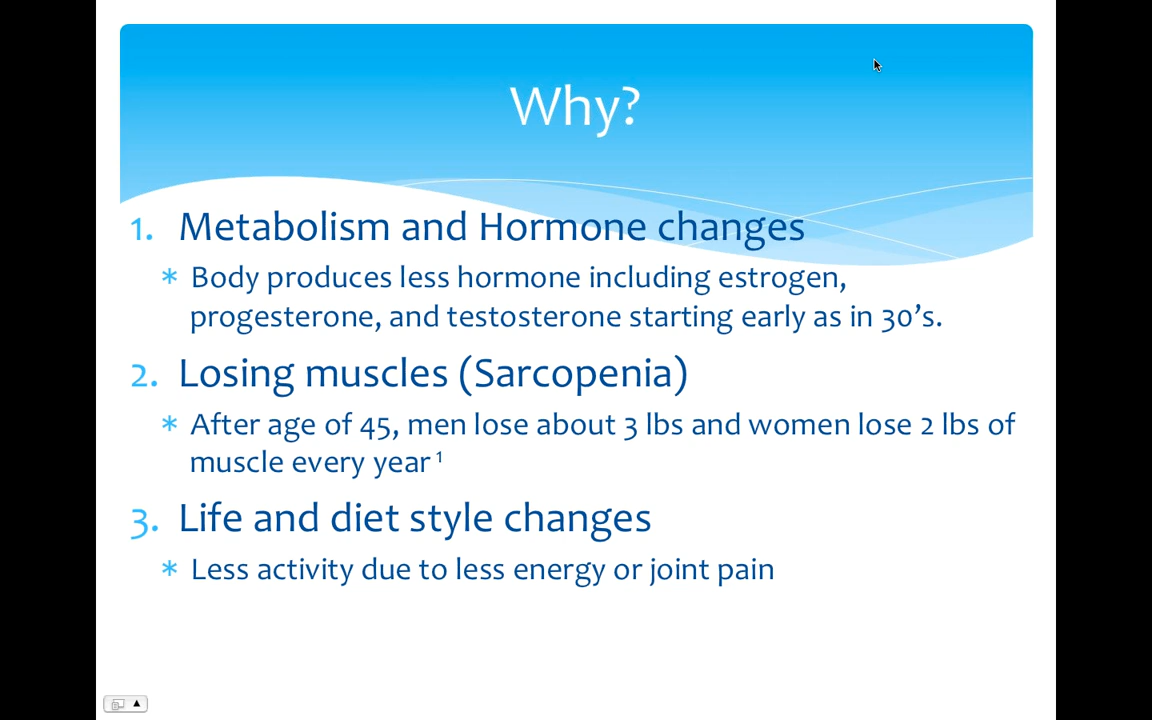 Why?
1. Metabolism and Hormone changes
* Body produces less hormone including estrogen,
progesterone, and testosterone starting early as in 30’s.
2. Losing muscles (Sarcopenia)
* After age of 45, men lose about 3 lbs and women lose 2 lbs of
muscle every year ¹
3. Life and diet style changes
* Less activity due to less energy or joint pain